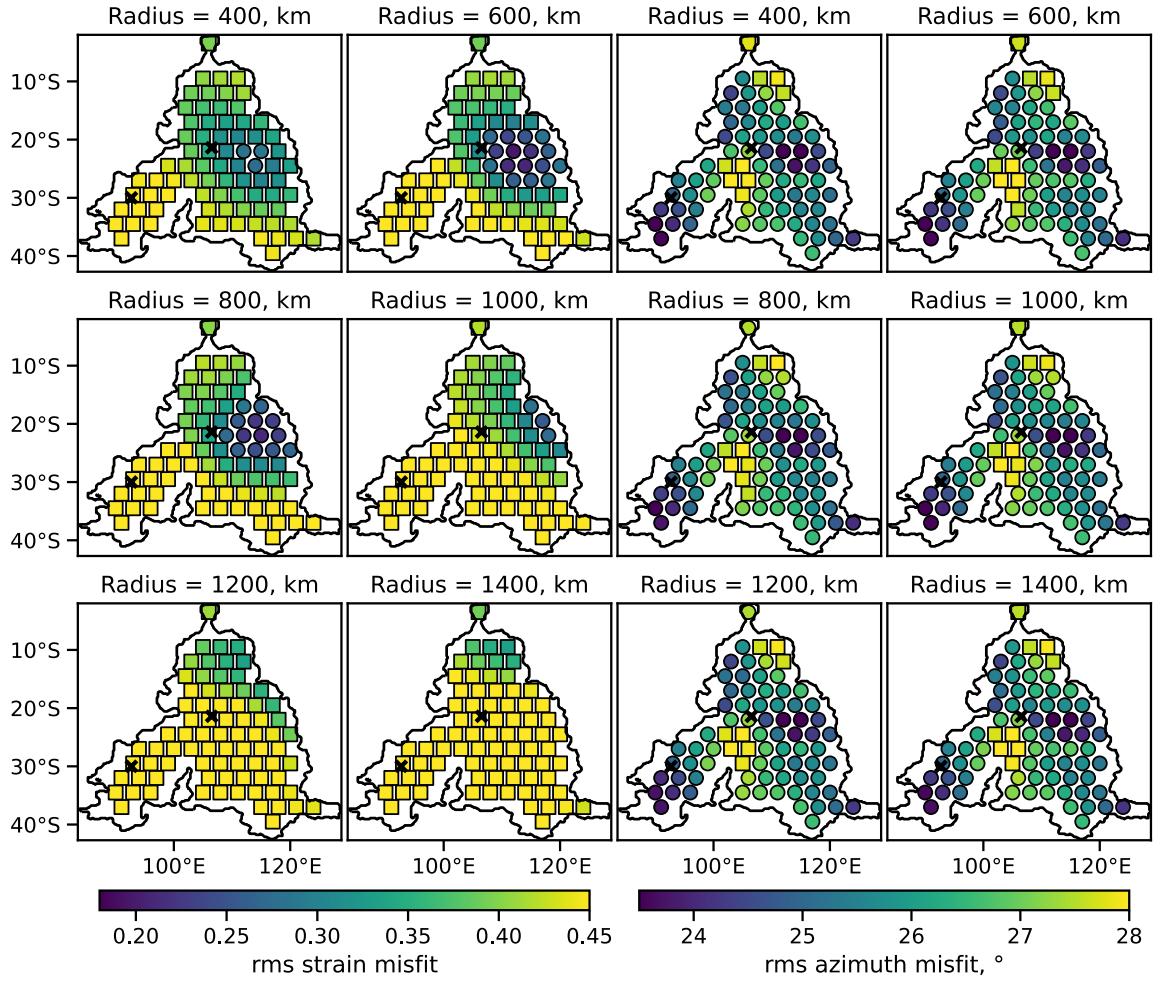 Radius = 400, km Radius = 600, km Radius = 400, km Radius = 600, km
10°S
20°S
30°S
40°S
Radius = 800, km Radius = 1000, km Radius = 800, km Radius = 1000, km
10°S
20°S
30°S
40°S
Radius = 1200, km Radius = 1400, km Radius = 1200, km Radius = 1400, km
10°S
20°S
30°S
40°S
100°E 120°E 100°E 120°E 100°E 120°E 100°E 120°E
0.20 0.25 0.30 0.35 0.40 0.45 24 25 26 27 28
rms strain misfit rms azimuth misfit, °